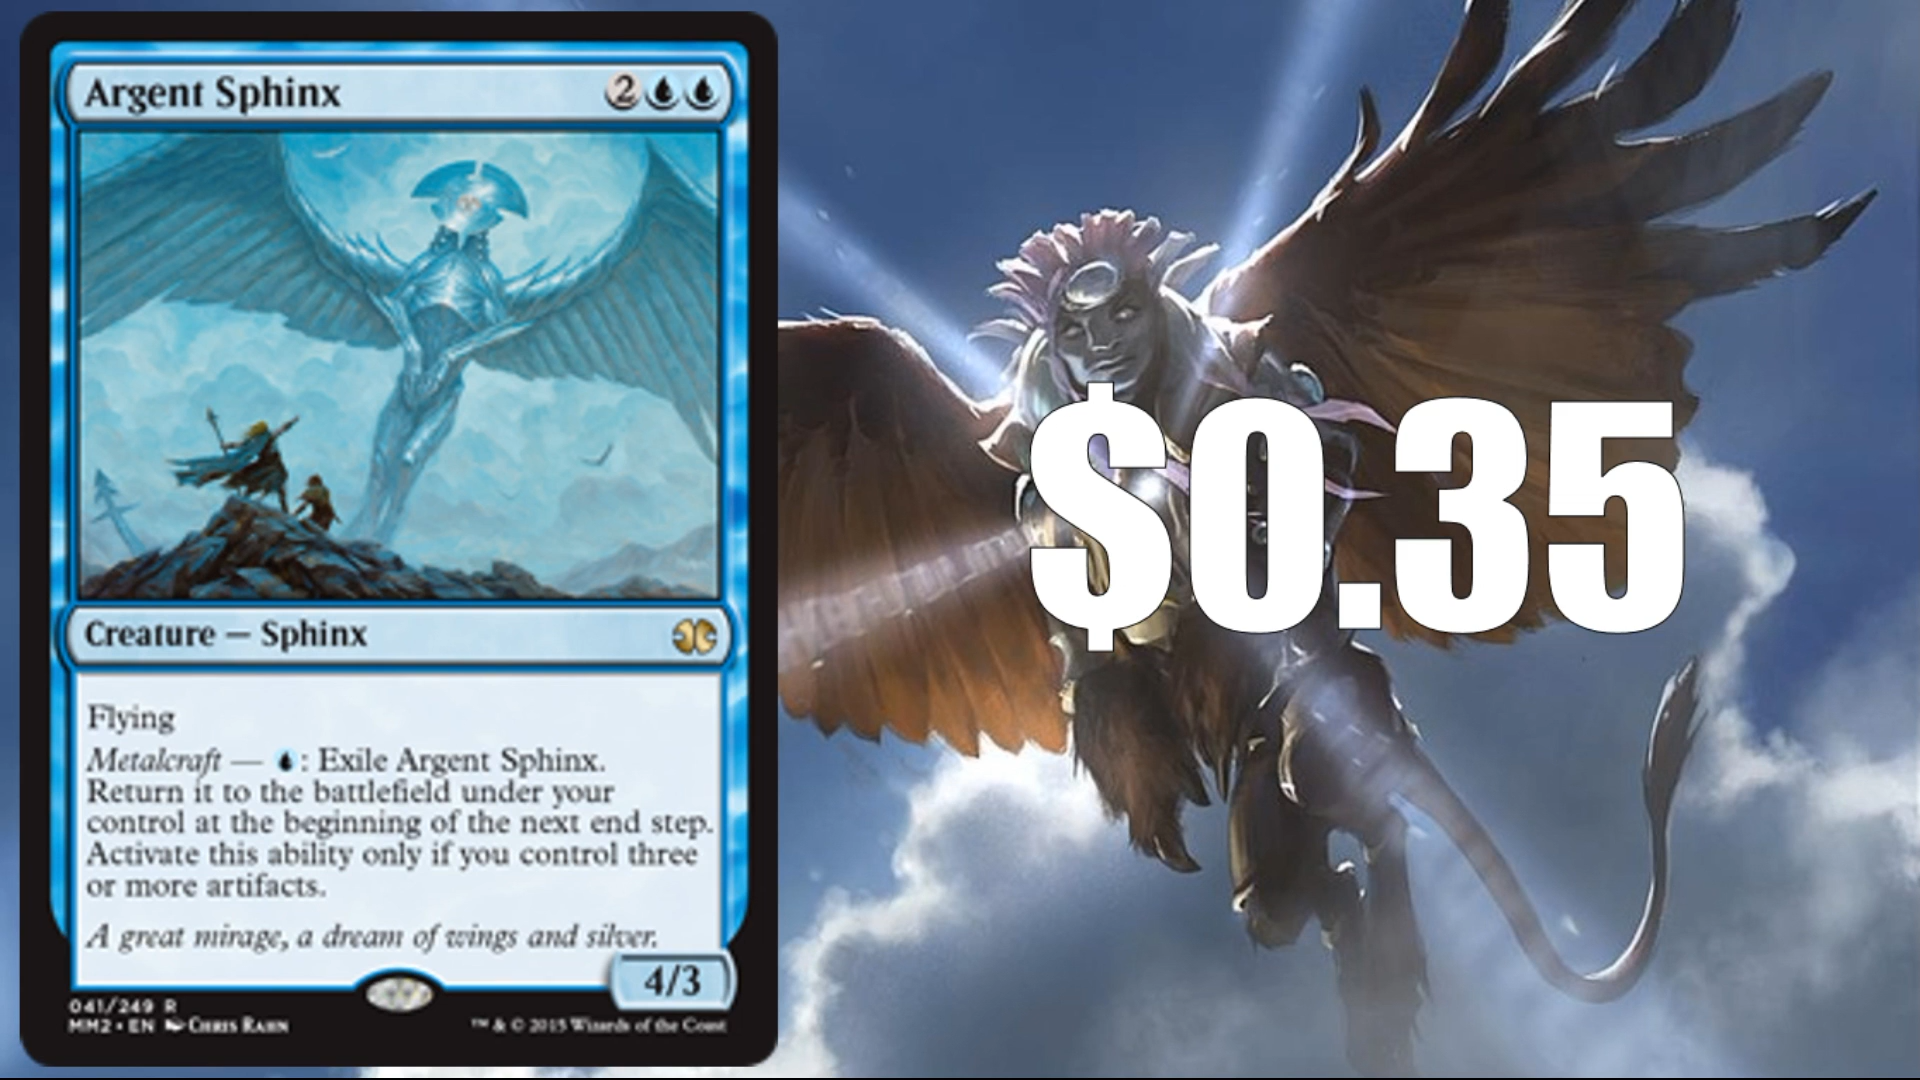 Argent Sphinx 2
Creature — Sphinx
Flying
Metalcraft — : Exile Argent Sphinx.
Return it to the battlefield under your
control at the beginning of the next end step.
Activate this ability only if you control three
or more artifacts.
A great mirage, a dream of wings and silver.
4/3
041/249 R
MM2 • EN Chris Rahn
™ & © 2015 Wizards of the Coast
$0.35